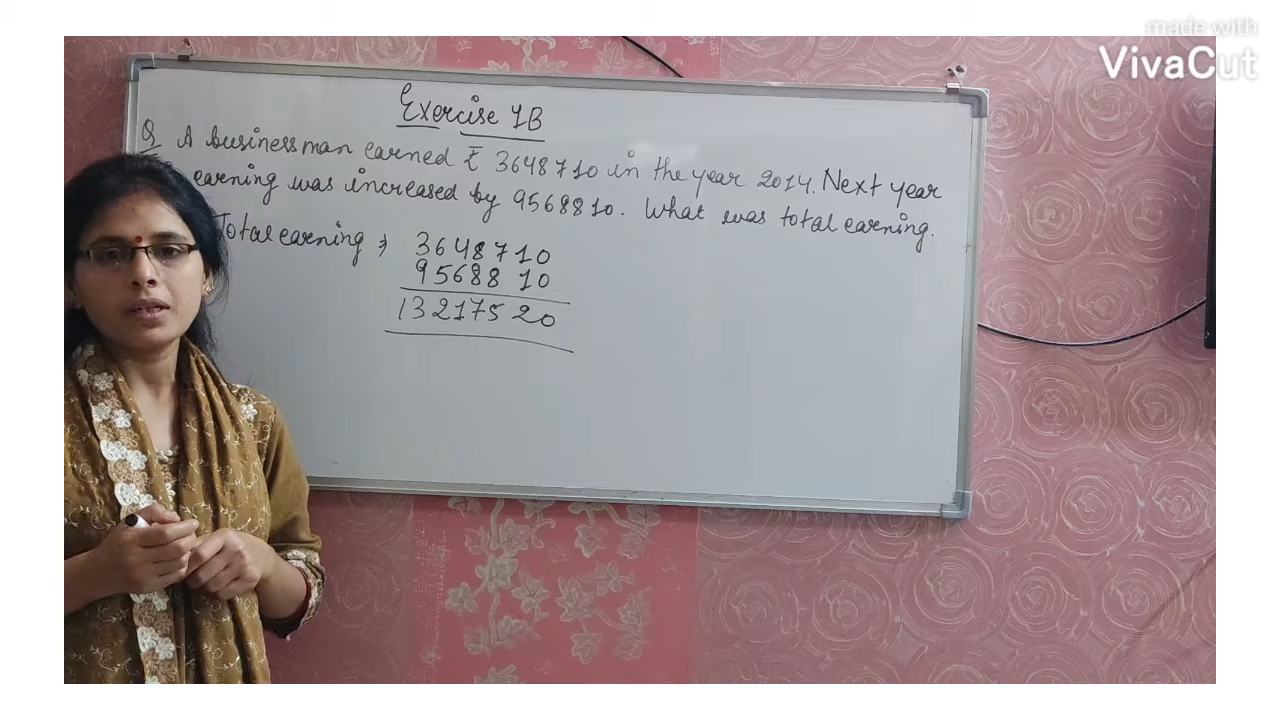 made with
VivaCut
Exercise 1B
Q A businessman earned ₹ 3648710 in the year 2014. Next year
earning was increased by 9568810. What was total earning.
Total earning ⇒ 3648710
9568810
13217520